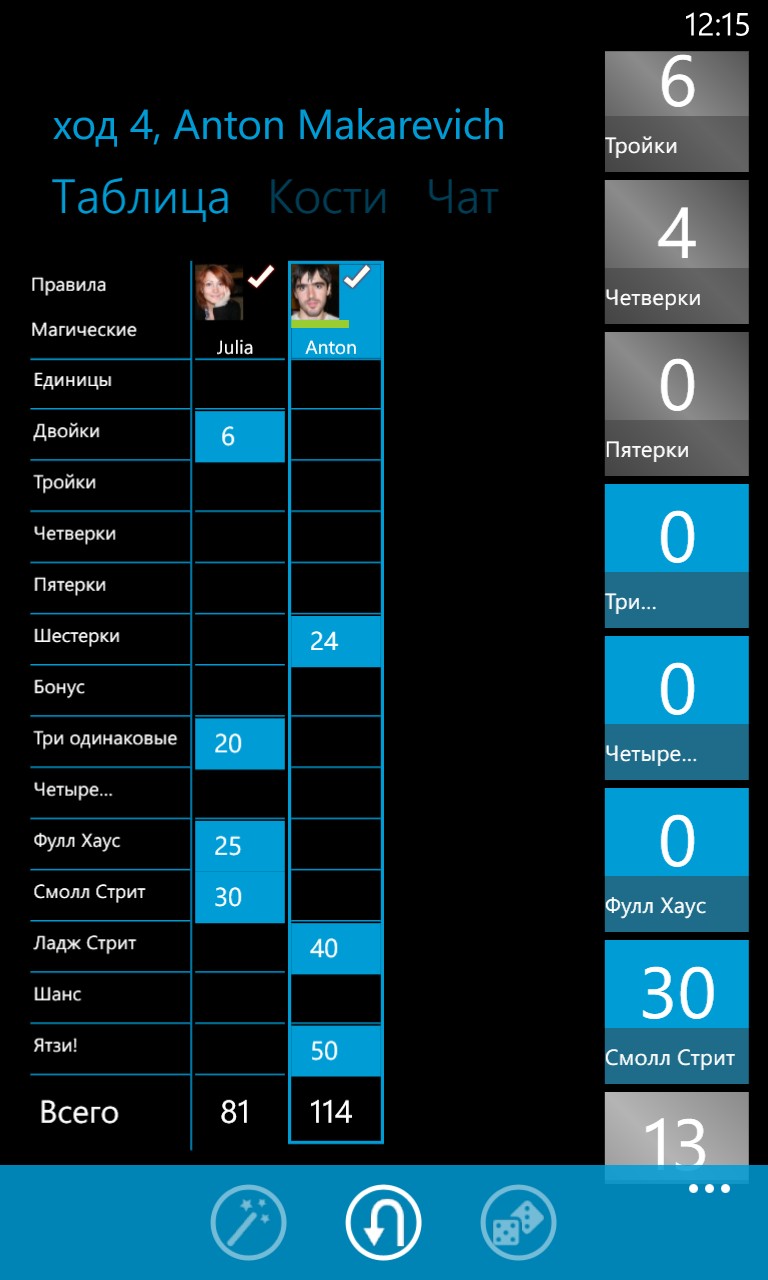 12:15
ход 4, Anton Makarevich
Таблица Кости Чат
Правила
Магические
Julia Anton
Единицы
Двойки 6
Тройки
Четверки
Пятерки
Шестерки 24
Бонус
Три одинаковые 20
Четыре...
Фулл Хаус 25
Смолл Стрит 30
Ладж Стрит 40
Шанс
Ятзи! 50
Всего 81 114
6
Тройки
4
Четверки
0
Пятерки
0
Три...
0
Четыре...
0
Фулл Хаус
30
Смолл Стрит
13